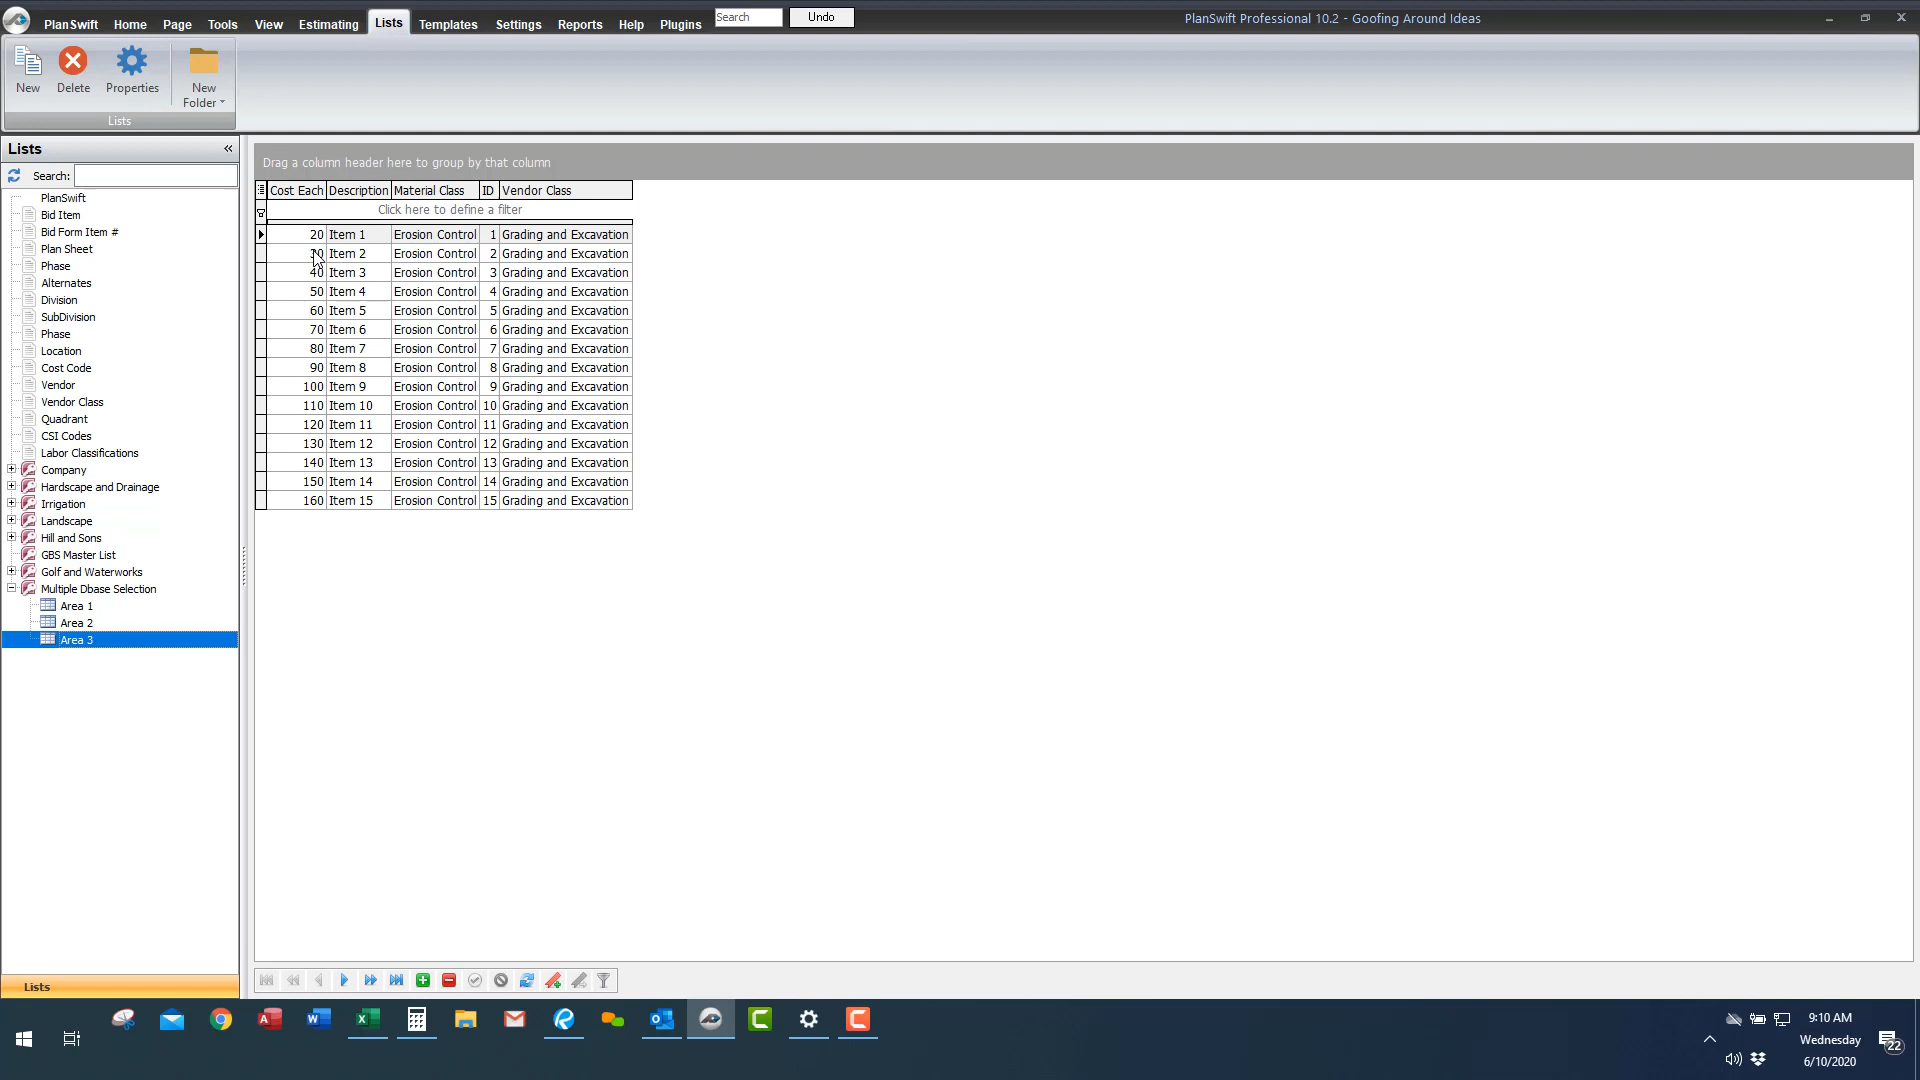 PlanSwift Home Page Tools View Estimating Lists Templates Settings Reports Help Plugins Search Undo PlanSwift Professional 10.2 - Goofing Around Ideas
New Delete Properties New Folder
Lists
Lists
Search:
PlanSwift
Bid Item
Bid Form Item #
Plan Sheet
Phase
Alternates
Division
SubDivision
Phase
Location
Cost Code
Vendor
Vendor Class
Quadrant
CSI Codes
Labor Classifications
Company
Hardscape and Drainage
Irrigation
Landscape
Hill and Sons
GBS Master List
Golf and Waterworks
Multiple Dbase Selection
Area 1
Area 2
Area 3
Lists
Drag a column header here to group by that column
Cost Each Description Material Class ID Vendor Class
Click here to define a filter
20 Item 1 Erosion Control 1 Grading and Excavation
30 Item 2 Erosion Control 2 Grading and Excavation
40 Item 3 Erosion Control 3 Grading and Excavation
50 Item 4 Erosion Control 4 Grading and Excavation
60 Item 5 Erosion Control 5 Grading and Excavation
70 Item 6 Erosion Control 6 Grading and Excavation
80 Item 7 Erosion Control 7 Grading and Excavation
90 Item 8 Erosion Control 8 Grading and Excavation
100 Item 9 Erosion Control 9 Grading and Excavation
110 Item 10 Erosion Control 10 Grading and Excavation
120 Item 11 Erosion Control 11 Grading and Excavation
130 Item 12 Erosion Control 12 Grading and Excavation
140 Item 13 Erosion Control 13 Grading and Excavation
150 Item 14 Erosion Control 14 Grading and Excavation
160 Item 15 Erosion Control 15 Grading and Excavation
9:10 AM
Wednesday
6/10/2020
22